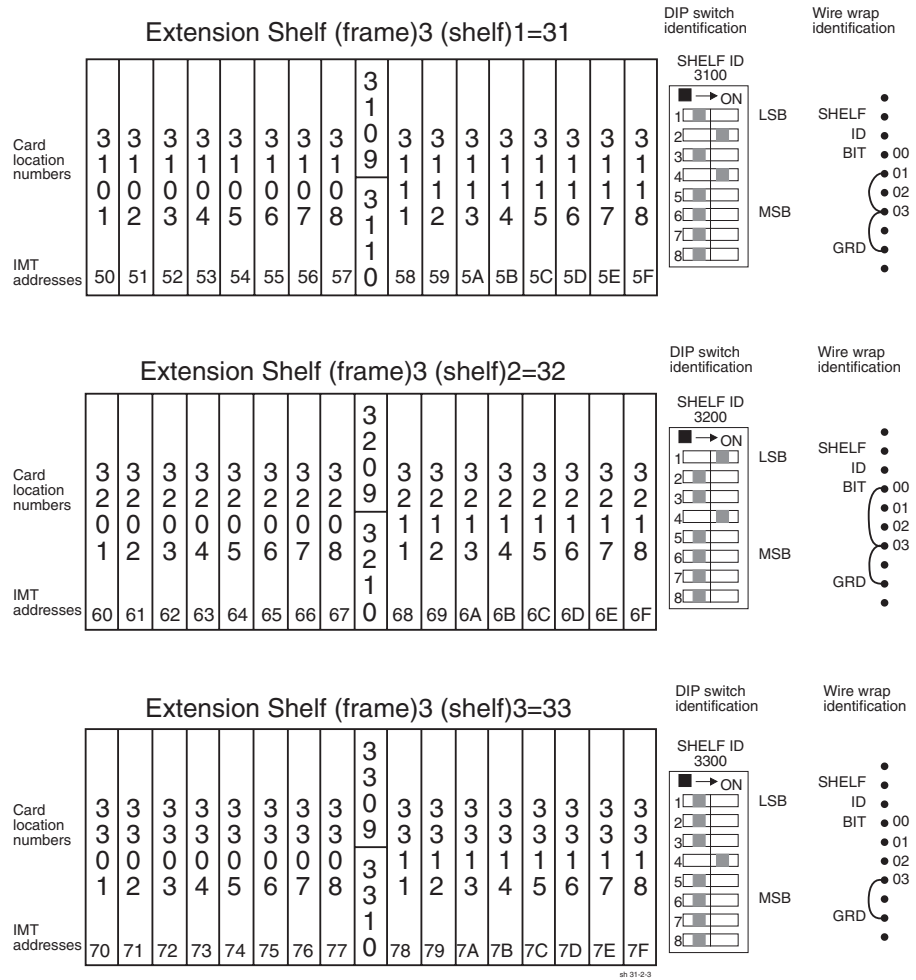 Extension Shelf (frame)3 (shelf)1=31
DIP switch identification
Wire wrap identification
SHELF ID
3100
ON
Card location numbers
3101 3102 3103 3104 3105 3106 3107 3108 3109 3110 3111 3112 3113 3114 3115 3116 3117 3118
IMT addresses
50 51 52 53 54 55 56 57 58 59 5A 5B 5C 5D 5E 5F
1 LSB
2
3
4
5
6 MSB
7
8
SHELF
ID
BIT 00
01
02
03
GRD
Extension Shelf (frame)3 (shelf)2=32
DIP switch identification
Wire wrap identification
SHELF ID
3200
ON
Card location numbers
3201 3202 3203 3204 3205 3206 3207 3208 3209 3210 3211 3212 3213 3214 3215 3216 3217 3218
IMT addresses
60 61 62 63 64 65 66 67 68 69 6A 6B 6C 6D 6E 6F
1 LSB
2
3
4
5
6 MSB
7
8
SHELF
ID
BIT 00
01
02
03
GRD
Extension Shelf (frame)3 (shelf)3=33
DIP switch identification
Wire wrap identification
SHELF ID
3300
ON
Card location numbers
3301 3302 3303 3304 3305 3306 3307 3308 3309 3310 3311 3312 3313 3314 3315 3316 3317 3318
IMT addresses
70 71 72 73 74 75 76 77 78 79 7A 7B 7C 7D 7E 7F
1 LSB
2
3
4
5
6 MSB
7
8
SHELF
ID
BIT 00
01
02
03
GRD
sh 31-2-3